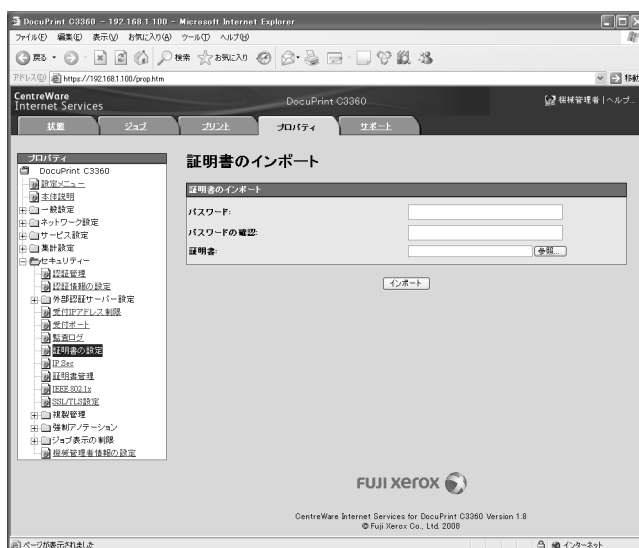 DocuPrint C3360 - 192.168.1.100 - Microsoft Internet Explorer
ファイル(F) 編集(E) 表示(V) お気に入り(A) ツール(T) ヘルプ(H)
戻る 検索 お気に入り
アドレス(D) https://192.168.1.100/prop.htm 移動
CentreWare
Internet Services
DocuPrint C3360
機械管理者 | ヘルプ...
状態 ジョブ プリント プロパティ サポート
プロパティ
DocuPrint C3360
設定メニュー
本体説明
一般設定
ネットワーク設定
サービス設定
集計設定
セキュリティー
認証管理
認証情報の設定
外部認証サーバー設定
受付IPアドレス制限
受付ポート
監査ログ
証明書の設定
IP Sec
証明書管理
IEEE 802.1x
SSL/TLS設定
複製管理
強制アノテーション
ジョブ表示の制限
機械管理者情報の設定
証明書のインポート
証明書のインポート
パスワード:
パスワードの確認:
証明書: 参照...
インポート
FUJI XEROX
CentreWare Internet Services for DocuPrint C3360 Version 1.8
© Fuji Xerox Co., Ltd. 2008
ページが表示されました インターネット